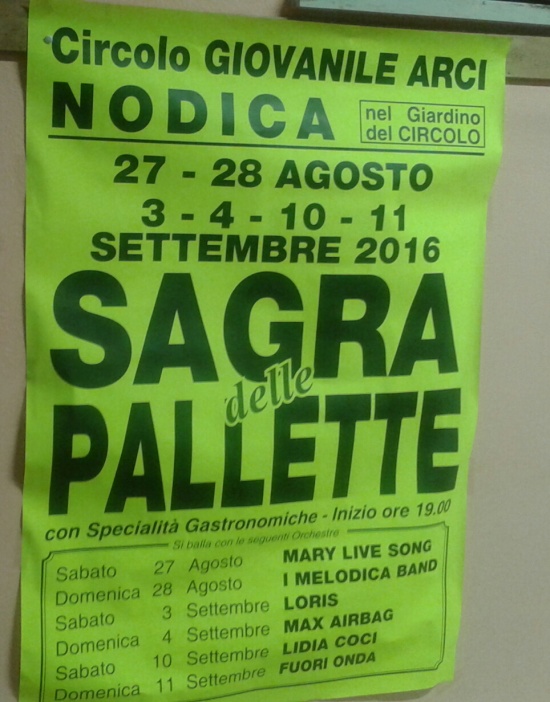 Circolo GIOVANILE ARCI
NODICA
nel Giardino
del CIRCOLO
27 - 28 AGOSTO
3 - 4 - 10 - 11
SETTEMBRE 2016
SAGRA
delle
PALLETTE
con Specialità Gastronomiche - Inizio ore 19.00
Si balla con le seguenti Orchestre
Sabato 27 Agosto MARY LIVE SONG
Domenica 28 Agosto I MELODICA BAND
Sabato 3 Settembre LORIS
Domenica 4 Settembre MAX AIRBAG
Sabato 10 Settembre LIDIA COCI
Domenica 11 Settembre FUORI ONDA